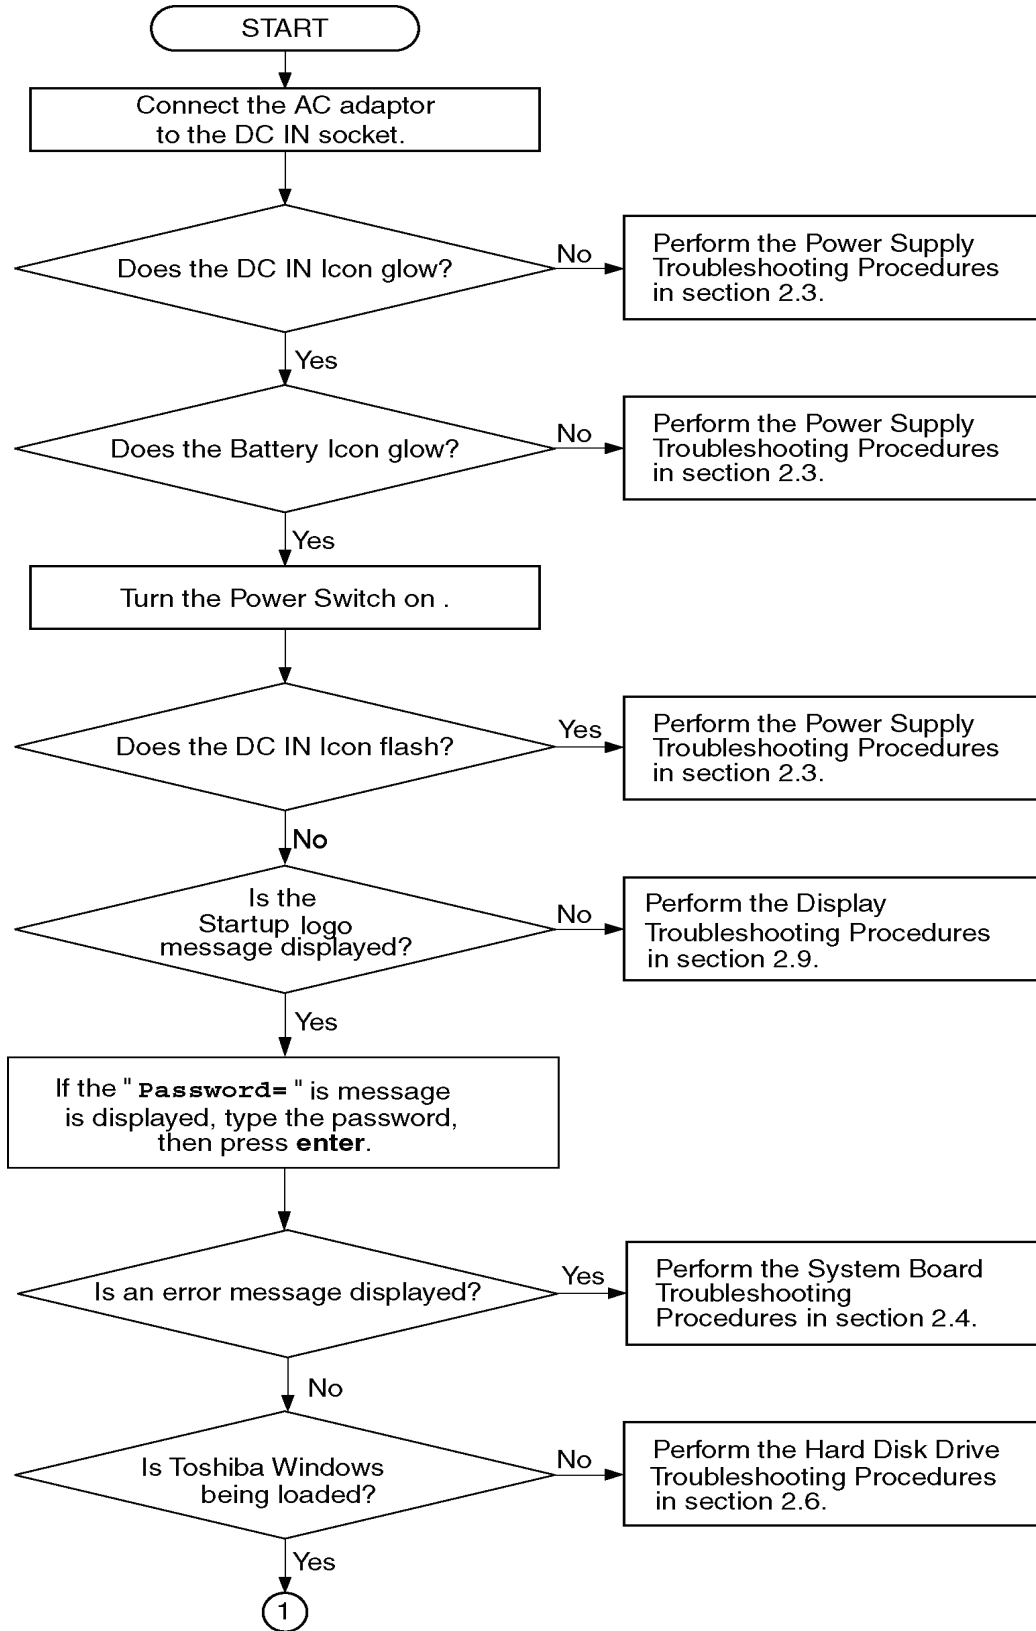 START
Connect the AC adaptor
to the DC IN socket.
Does the DC IN Icon glow?
No
Perform the Power Supply
Troubleshooting Procedures
in section 2.3.
Yes
Does the Battery Icon glow?
No
Perform the Power Supply
Troubleshooting Procedures
in section 2.3.
Yes
Turn the Power Switch on .
Does the DC IN Icon flash?
Yes
Perform the Power Supply
Troubleshooting Procedures
in section 2.3.
No
Is the
Startup logo
message displayed?
No
Perform the Display
Troubleshooting Procedures
in section 2.9.
Yes
If the " Password= " is message
is displayed, type the password,
then press enter.
Is an error message displayed?
Yes
Perform the System Board
Troubleshooting
Procedures in section 2.4.
No
Is Toshiba Windows
being loaded?
No
Perform the Hard Disk Drive
Troubleshooting Procedures
in section 2.6.
Yes
1